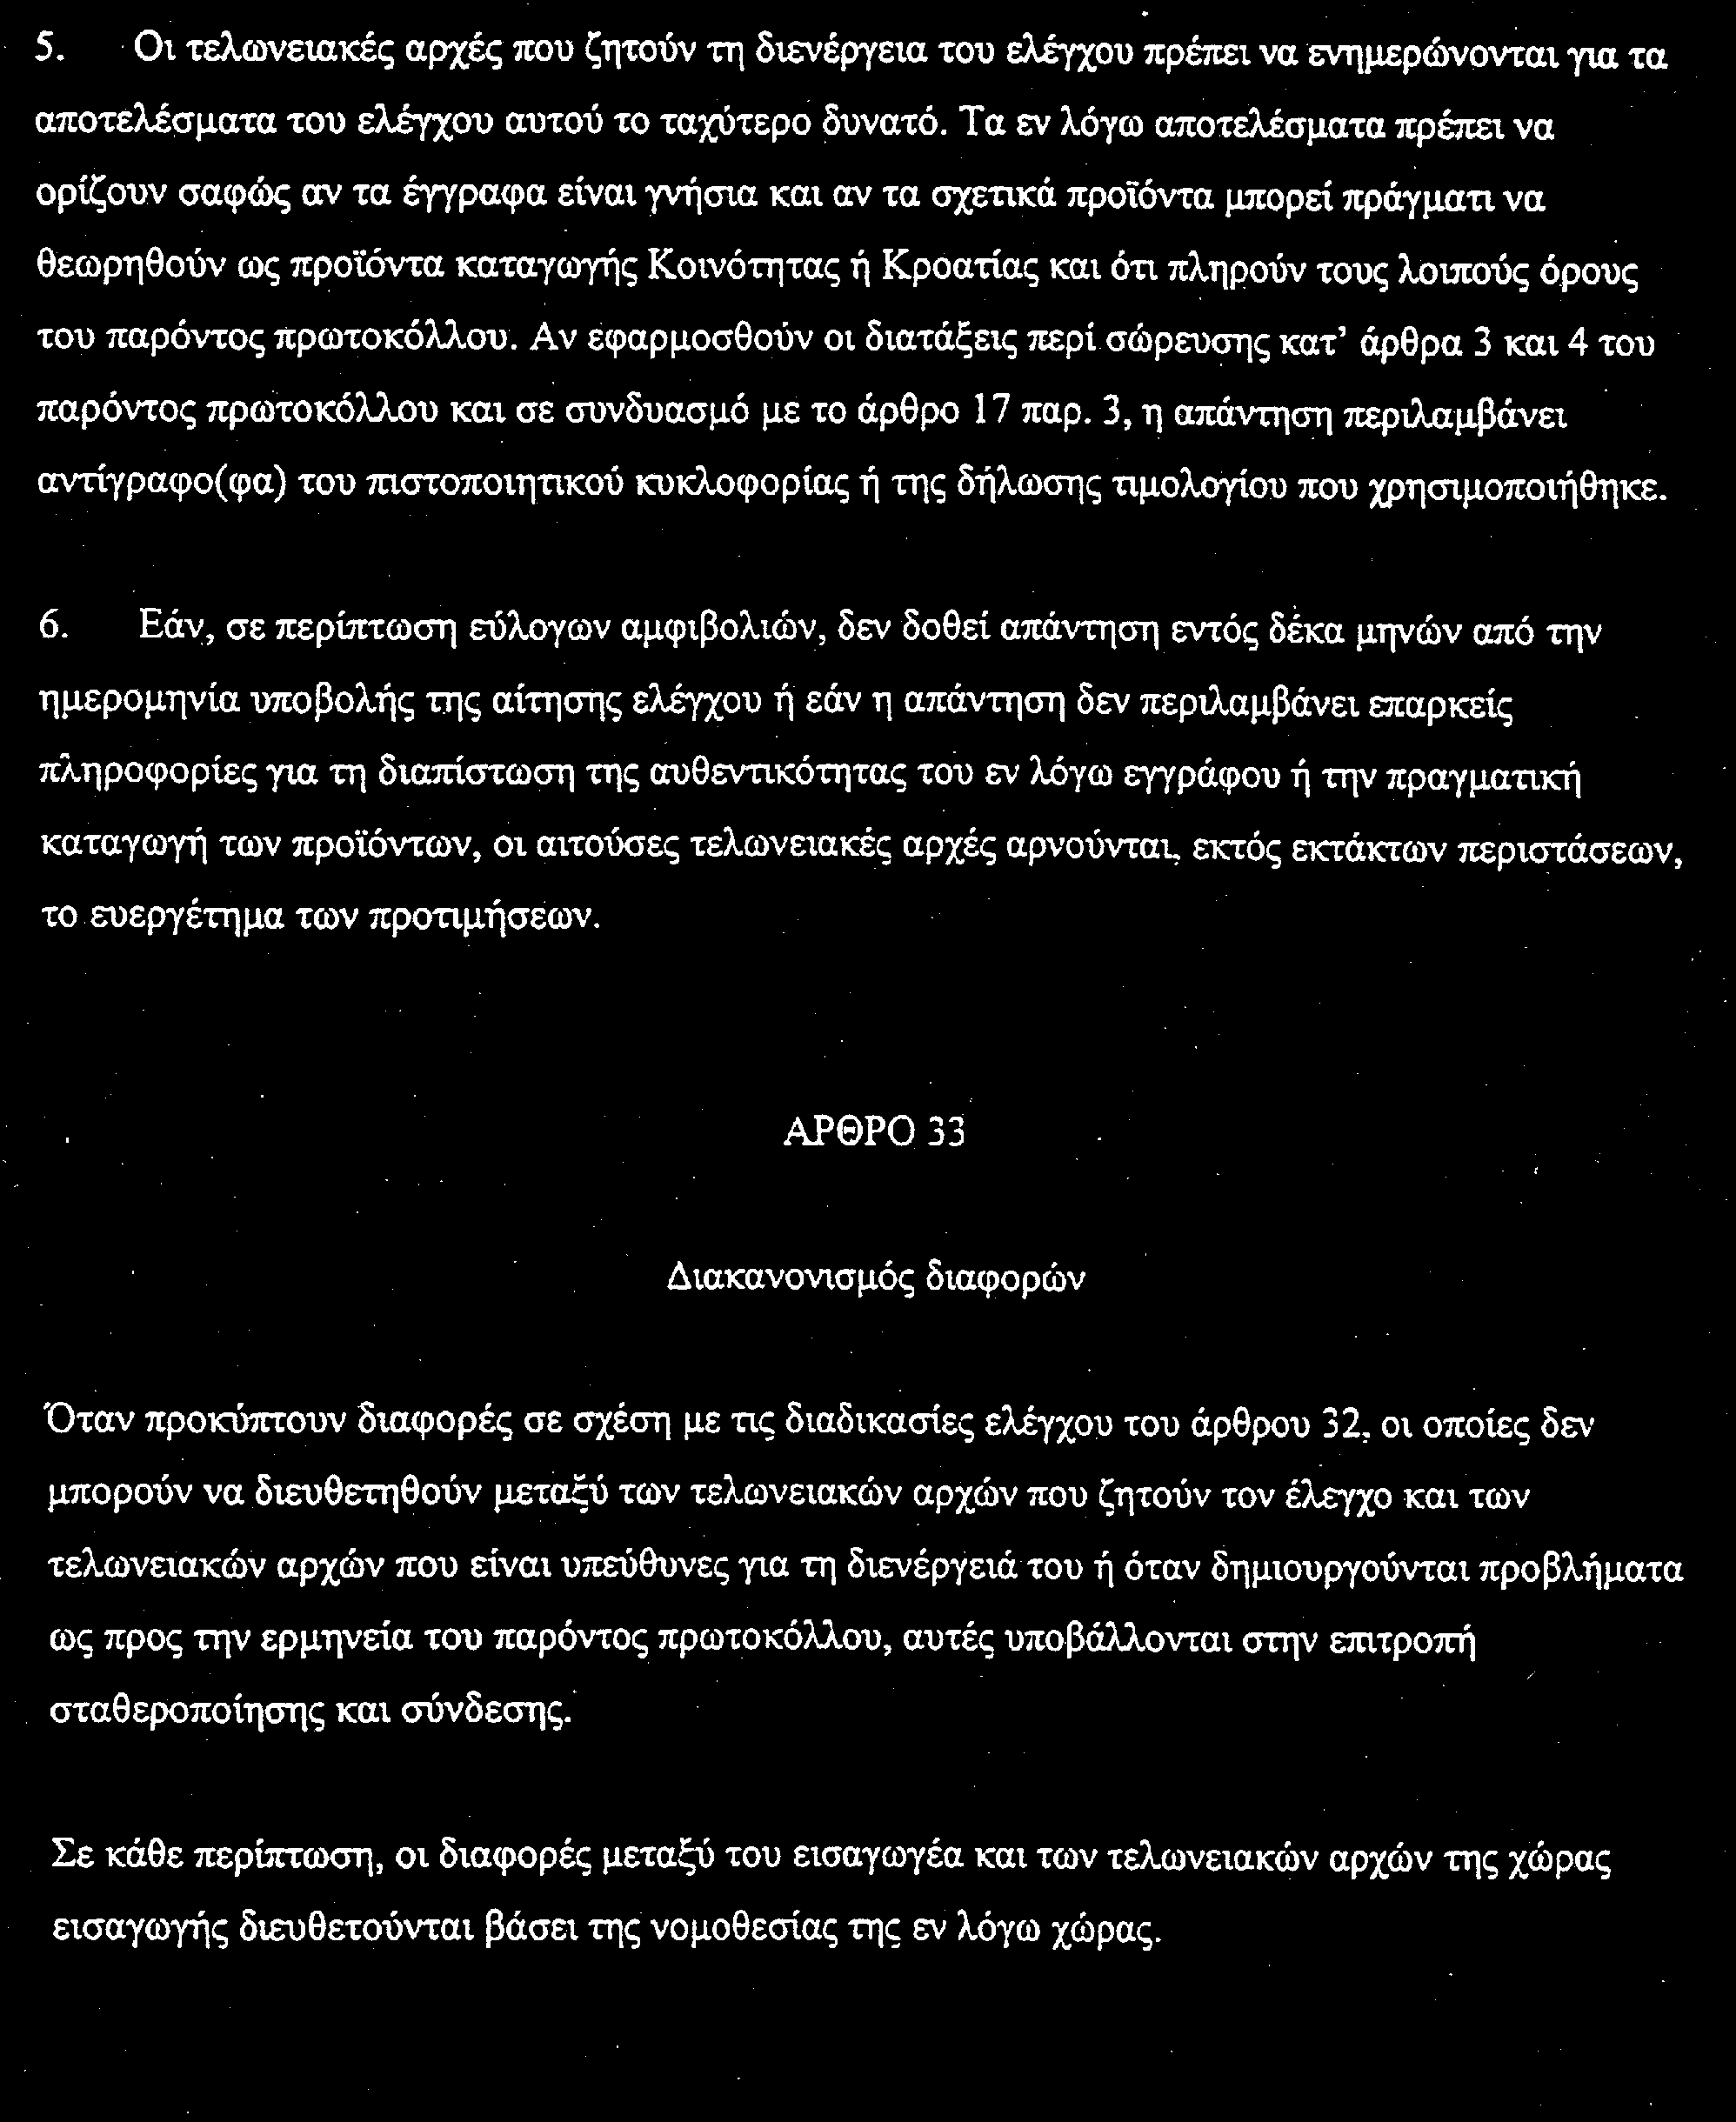 5. Οι τελωνειακές αρχές που ζητούν τη διενέργεια του ελέγχου πρέπει να ενημερώνονται για τα
αποτελέσματα του ελέγχου αυτού το ταχύτερο δυνατό. Τα εν λόγω αποτελέσματα πρέπει να
ορίζουν σαφώς αν τα έγγραφα είναι γνήσια και αν τα σχετικά προϊόντα μπορεί πράγματι να
θεωρηθούν ως προϊόντα καταγωγής Κοινότητας ή Κροατίας και ότι πληρούν τους λοιπούς όρους
του παρόντος πρωτοκόλλου. Αν εφαρμοσθούν οι διατάξεις περί σώρευσης κατ' άρθρα 3 και 4 του
παρόντος πρωτοκόλλου και σε συνδυασμό με το άρθρο 17 παρ. 3, η απάντηση περιλαμβάνει
αντίγραφο(φα) του πιστοποιητικού κυκλοφορίας ή της δήλωσης τιμολογίου που χρησιμοποιήθηκε.
6. Εάν, σε περίπτωση εύλογων αμφιβολιών, δεν δοθεί απάντηση εντός δέκα μηνών από την
ημερομηνία υποβολής της αίτησης ελέγχου ή εάν η απάντηση δεν περιλαμβάνει επαρκείς
πληροφορίες για τη διαπίστωση της αυθεντικότητας του εν λόγω εγγράφου ή την πραγματική
καταγωγή των προϊόντων, οι αιτούσες τελωνειακές αρχές αρνούνται, εκτός εκτάκτων περιστάσεων,
το ευεργέτημα των προτιμήσεων.
ΑΡΘΡΟ 33
Διακανονισμός διαφορών
Όταν προκύπτουν διαφορές σε σχέση με τις διαδικασίες ελέγχου του άρθρου 32, οι οποίες δεν
μπορούν να διευθετηθούν μεταξύ των τελωνειακών αρχών που ζητούν τον έλεγχο και των
τελωνειακών αρχών που είναι υπεύθυνες για τη διενέργειά του ή όταν δημιουργούνται προβλήματα
ως προς την ερμηνεία του παρόντος πρωτοκόλλου, αυτές υποβάλλονται στην επιτροπή
σταθεροποίησης και σύνδεσης.
Σε κάθε περίπτωση, οι διαφορές μεταξύ του εισαγωγέα και των τελωνειακών αρχών της χώρας
εισαγωγής διευθετούνται βάσει της νομοθεσίας της εν λόγω χώρας.